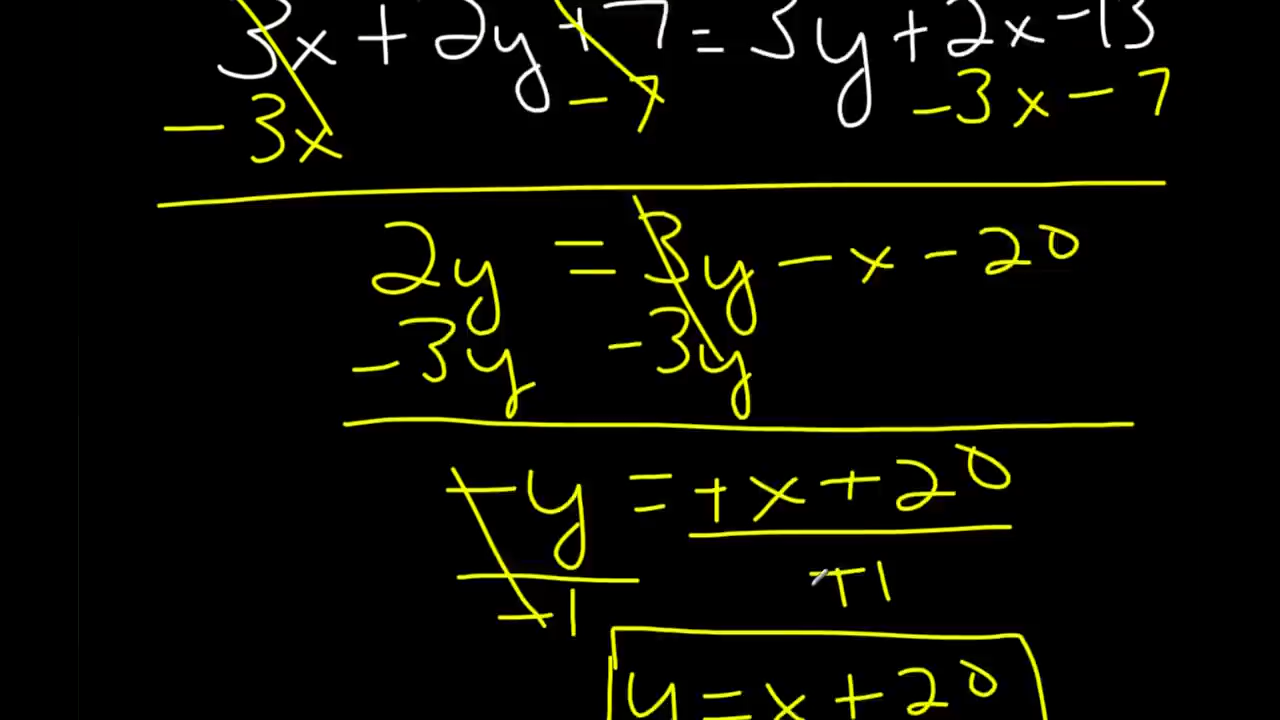 3x + 2y + 7 = 3y + 2x - 13
- 3x - 7 - 3x - 7
2y = 3y - x - 20
- 3y - 3y
- y = + x + 20
- 1 + 1
y = x + 20